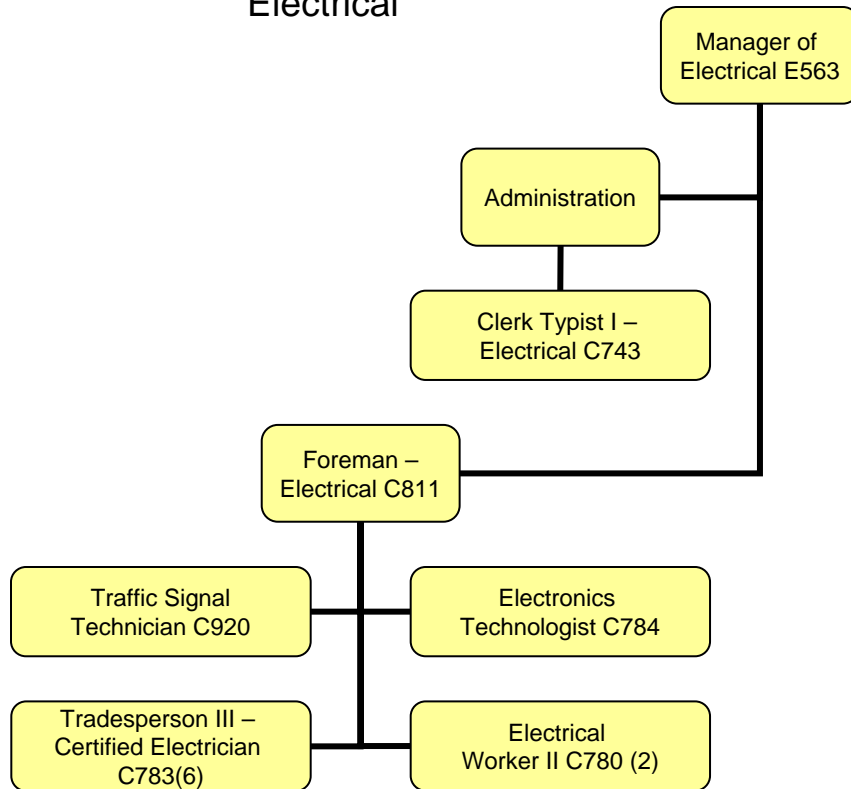 Electrical
Manager of
Electrical E563
Administration
Clerk Typist I –
Electrical C743
Foreman –
Electrical C811
Traffic Signal
Technician C920
Electronics
Technologist C784
Tradesperson III –
Certified Electrician
C783(6)
Electrical
Worker II C780 (2)